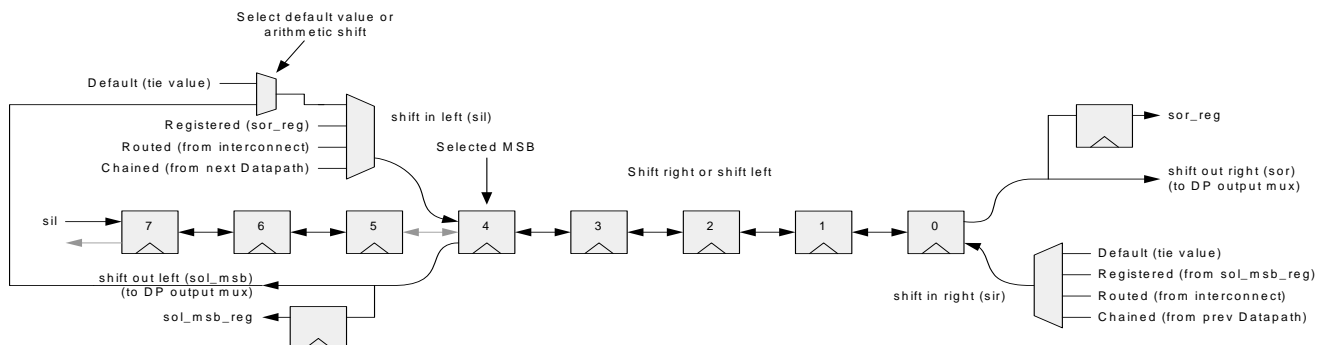 Select default value or
arithmetic shift
Default (tie value)
Registered (sor_reg)
Routed (from interconnect)
Chained (from next Datapath)
shift in left (sil)
Selected MSB
Shift right or shift left
sor_reg
shift out right (sor)
(to DP output mux)
sil
7
6
5
4
3
2
1
0
shift out left (sol_msb)
(to DP output mux)
sol_msb_reg
shift in right (sir)
Default (tie value)
Registered (from sol_msb_reg)
Routed (from interconnect)
Chained (from prev Datapath)